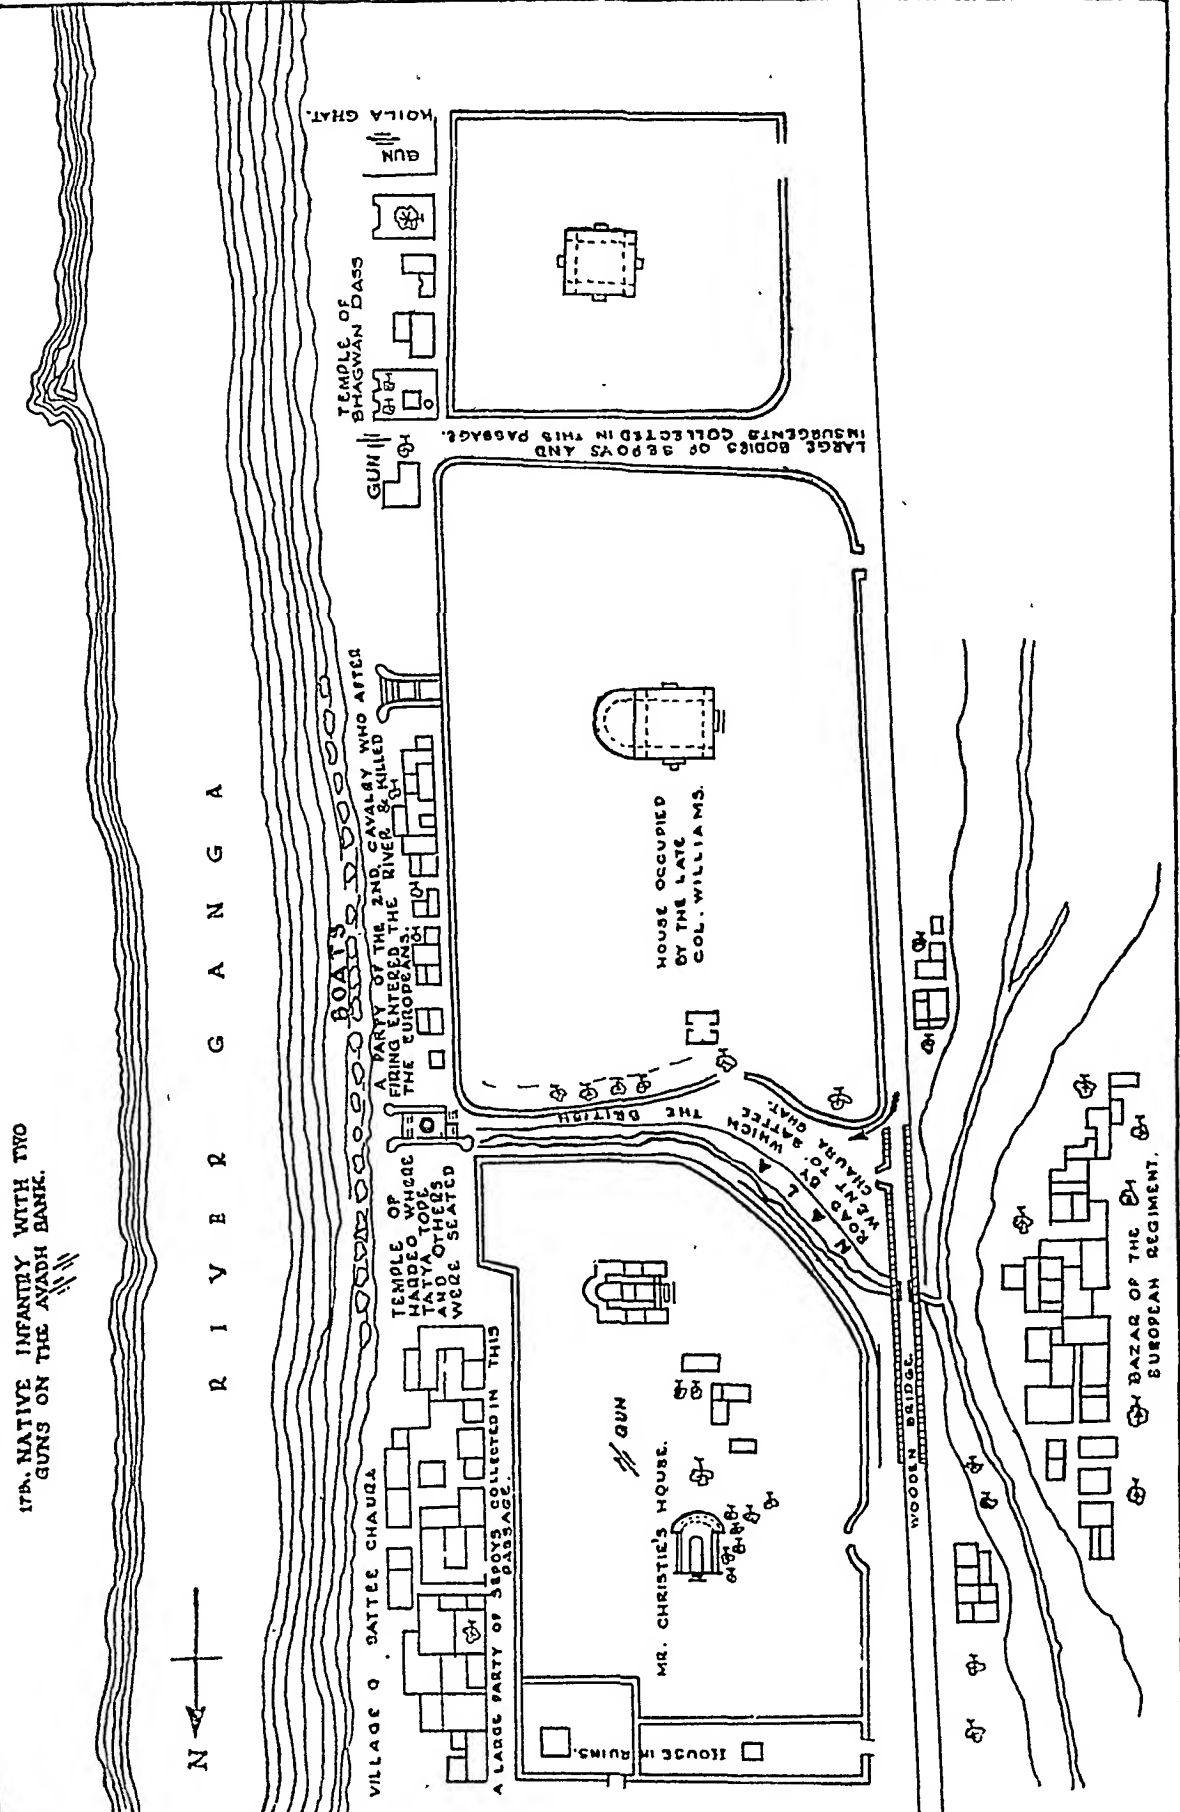 17th. NATIVE INFANTRY WITH TWO
GUNS ON THE AVADH BANK.
RIVER GANGA
N
BOATS
KOILA GHAT.
GUN
TEMPLE OF
BHAGWAN DASS
GUN
LARGE BODIES OF SEPOYS AND
INSURGENTS COLLECTED IN THIS PASSAGE.
A PARTY OF THE 2ND. CAVALRY WHO AFTER
FIRING ENTERED THE RIVER & KILLED
THE EUROPEANS.
HOUSE OCCUPIED
BY THE LATE
COL. WILLIAMS.
TEMPLE OF
HARDEO WHERE
TATYA TOPE
AND OTHERS
WERE SEATED
NALA
ROAD BY WHICH THE BRITISH
WENT TO SATTEE
CHAURA GHAT.
VILLAGE O SATTEE CHAURA
A LARGE PARTY OF SEPOYS COLLECTED IN THIS
PASSAGE.
GUN
MR. CHRISTIE'S HOUSE.
HOUSE IN RUINS.
WOODEN BRIDGE.
BAZAR OF THE
EUROPEAN REGIMENT.